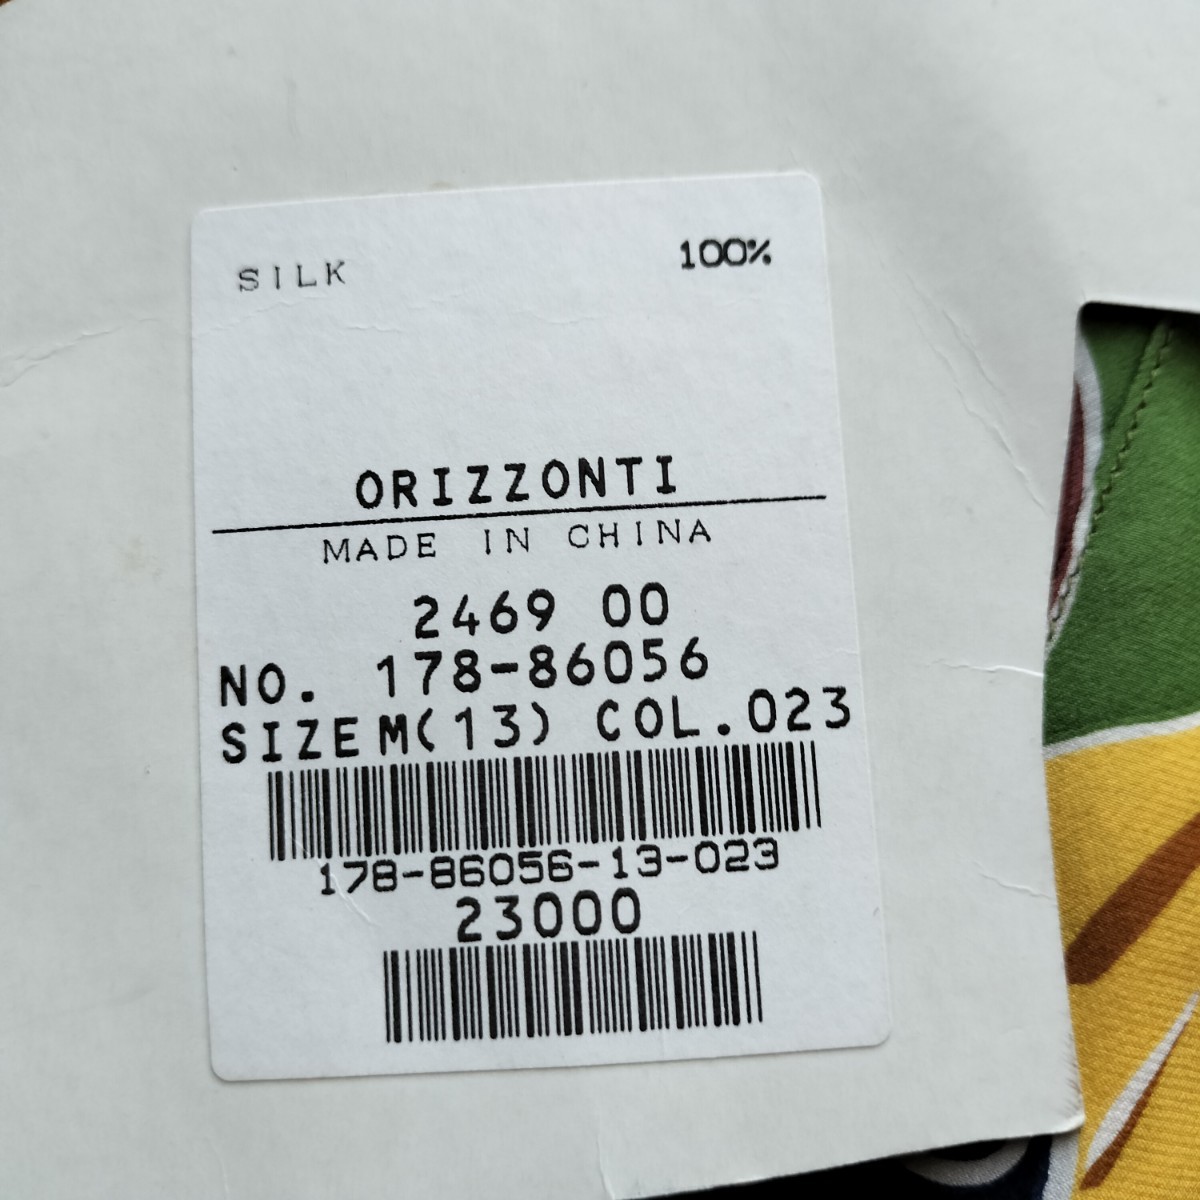 SILK 100%
ORIZZONTI
MADE IN CHINA
2469 00
NO. 178-86056
SIZE M(13) COL.023
178-86056-13-023
23000